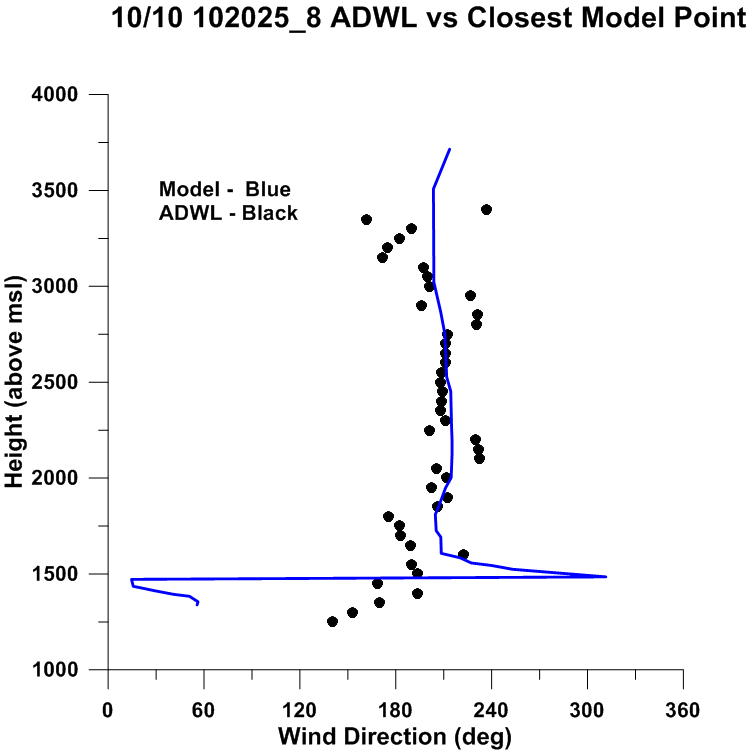 10/10 102025_8 ADWL vs Closest Model Point
4000
3500
Model -  Blue
ADWL - Black
3000
2500
2000
1500
1000
Height (above msl)
0 60 120 180 240 300 360
Wind Direction (deg)